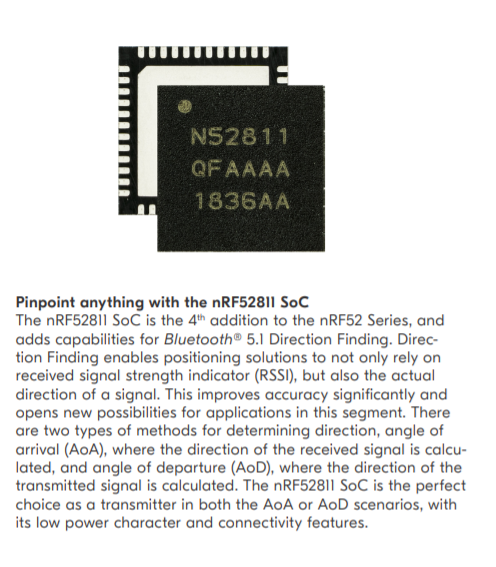 N52811
QFAAAA
1836AA
Pinpoint anything with the nRF52811 SoC
The nRF52811 SoC is the 4th addition to the nRF52 Series, and
adds capabilities for Bluetooth® 5.1 Direction Finding. Direc-
tion Finding enables positioning solutions to not only rely on
received signal strength indicator (RSSI), but also the actual
direction of a signal. This improves accuracy significantly and
opens new possibilities for applications in this segment. There
are two types of methods for determining direction, angle of
arrival (AoA), where the direction of the received signal is calcu-
lated, and angle of departure (AoD), where the direction of the
transmitted signal is calculated. The nRF52811 SoC is the perfect
choice as a transmitter in both the AoA or AoD scenarios, with
its low power character and connectivity features.